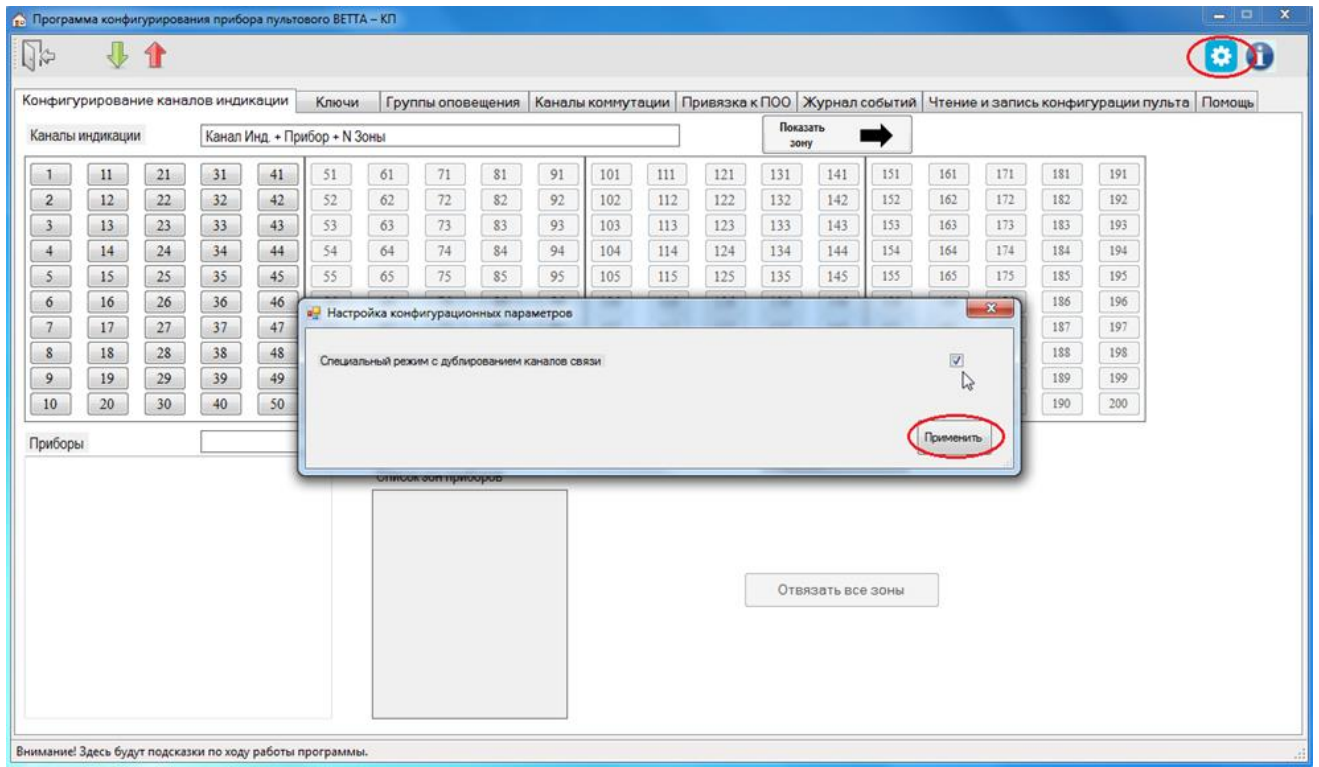 Программа конфигурирования прибора пультового ВЕТТА – КП
Конфигурирование каналов индикации Ключи Группы оповещения Каналы коммутации Привязка к ПОО Журнал событий Чтение и запись конфигурации пульта Помощь
Каналы индикации Канал Инд. + Прибор + N Зоны Показать зону
1 11 21 31 41 51 61 71 81 91 101 111 121 131 141 151 161 171 181 191
2 12 22 32 42 52 62 72 82 92 102 112 122 132 142 152 162 172 182 192
3 13 23 33 43 53 63 73 83 93 103 113 123 133 143 153 163 173 183 193
4 14 24 34 44 54 64 74 84 94 104 114 124 134 144 154 164 174 184 194
5 15 25 35 45 55 65 75 85 95 105 115 125 135 145 155 165 175 185 195
6 16 26 36 46 186 196
7 17 27 37 47 187 197
8 18 28 38 48 188 198
9 19 29 39 49 189 199
10 20 30 40 50 190 200
Настройка конфигурационных параметров
Специальный режим с дублированием каналов связи
Применить
Приборы
Список зон приборов
Отвязать все зоны
Внимание! Здесь будут подсказки по ходу работы программы.